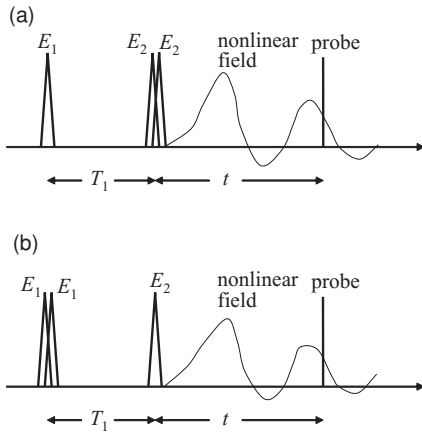 (a)
E₁ E₂ E₂ nonlinear field probe
T₁ t
(b)
E₁ E₁ E₂ nonlinear field probe
T₁ t